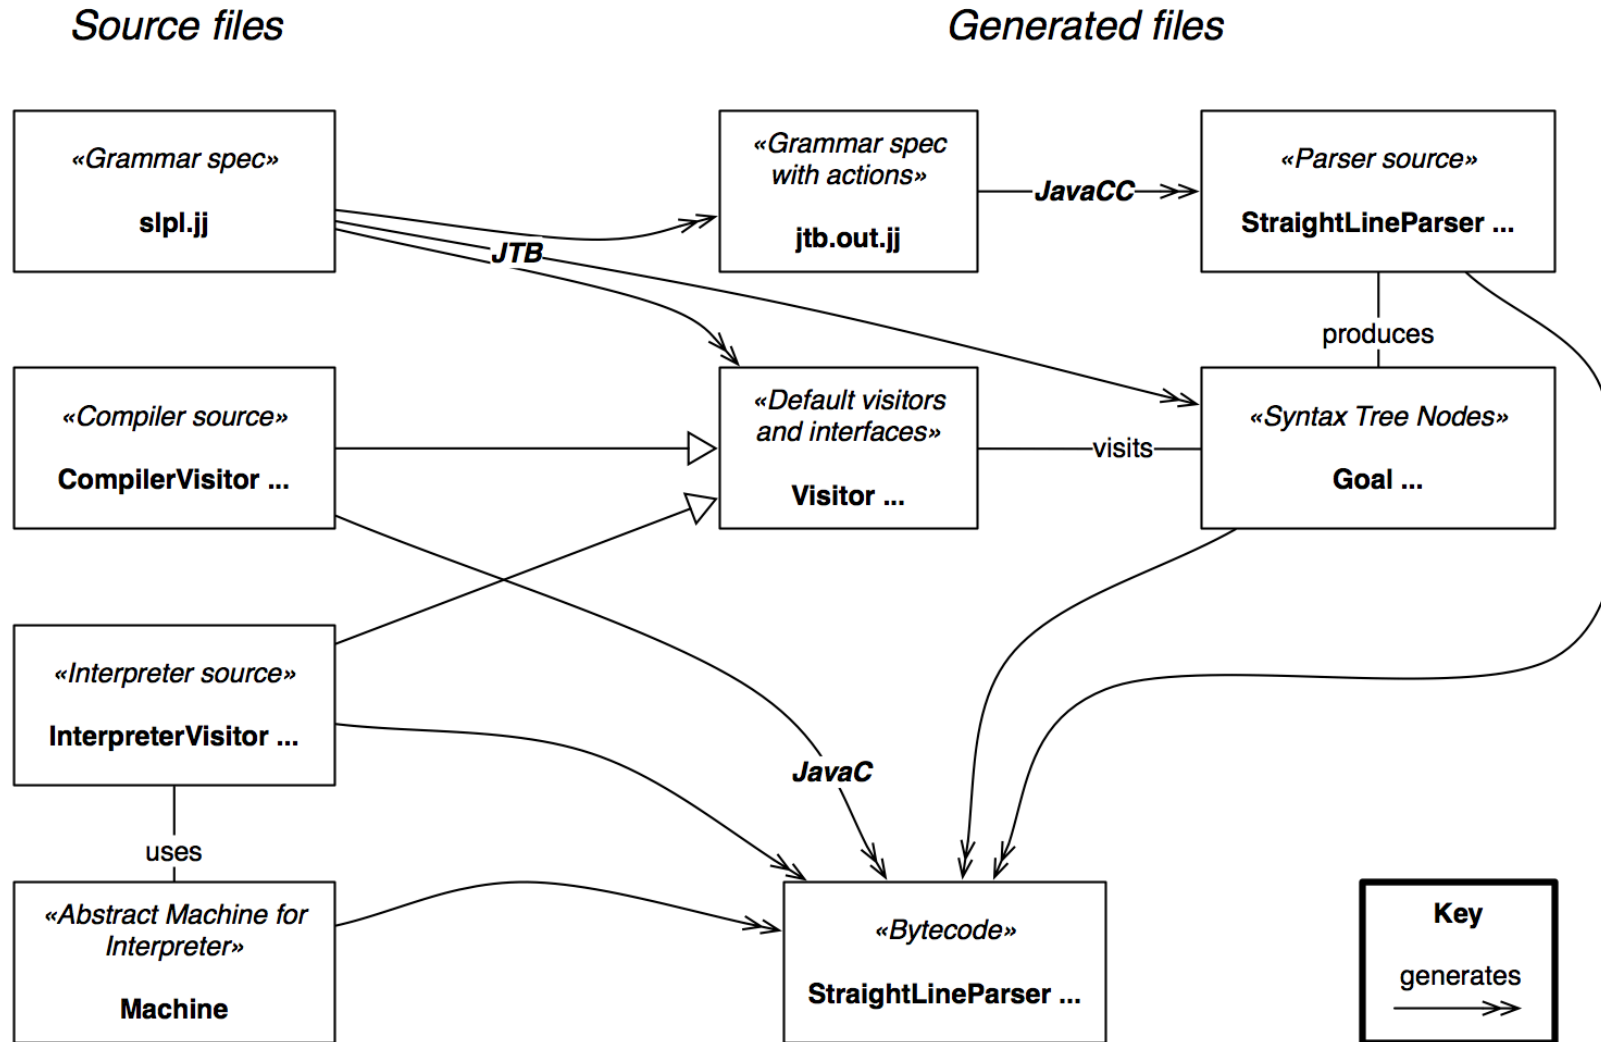 Source files
Generated files
«Grammar spec»
slpl.jj
«Grammar spec
with actions»
jtb.out.jj
JavaCC
«Parser source»
StraightLineParser ...
JTB
produces
«Compiler source»
CompilerVisitor ...
«Default visitors
and interfaces»
Visitor ...
visits
«Syntax Tree Nodes»
Goal ...
«Interpreter source»
InterpreterVisitor ...
JavaC
uses
«Abstract Machine for
Interpreter»
Machine
«Bytecode»
StraightLineParser ...
Key
generates